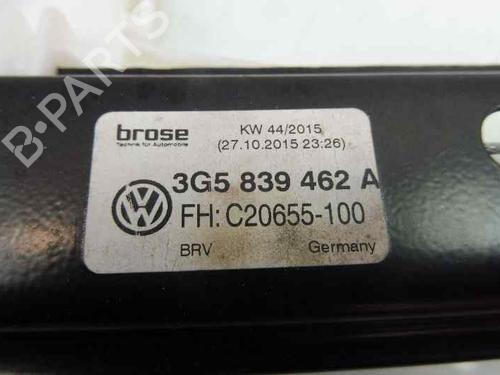 B-PARTS
brose
Technik für Automobile
KW 44/2015
(27.10.2015 23:26)
3G5 839 462 A
FH: C20655-100
BRV
Germany